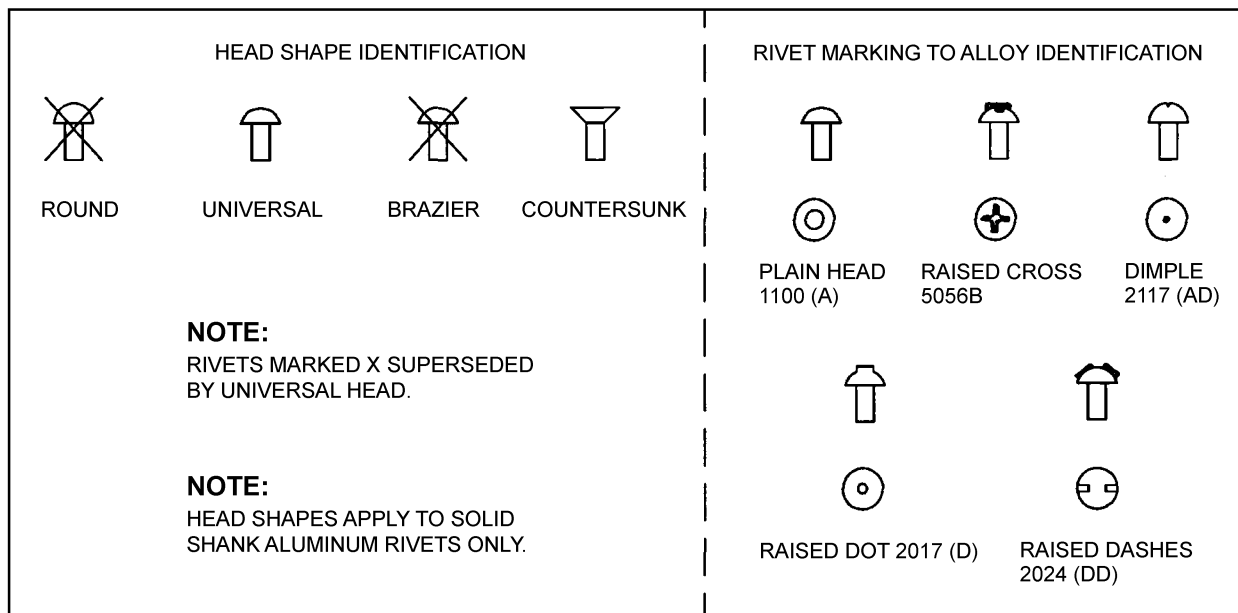 HEAD SHAPE IDENTIFICATION
ROUND
UNIVERSAL
BRAZIER
COUNTERSUNK
NOTE:
RIVETS MARKED X SUPERSEDED
BY UNIVERSAL HEAD.
NOTE:
HEAD SHAPES APPLY TO SOLID
SHANK ALUMINUM RIVETS ONLY.
RIVET MARKING TO ALLOY IDENTIFICATION
PLAIN HEAD
1100 (A)
RAISED CROSS
5056B
DIMPLE
2117 (AD)
RAISED DOT 2017 (D)
RAISED DASHES
2024 (DD)